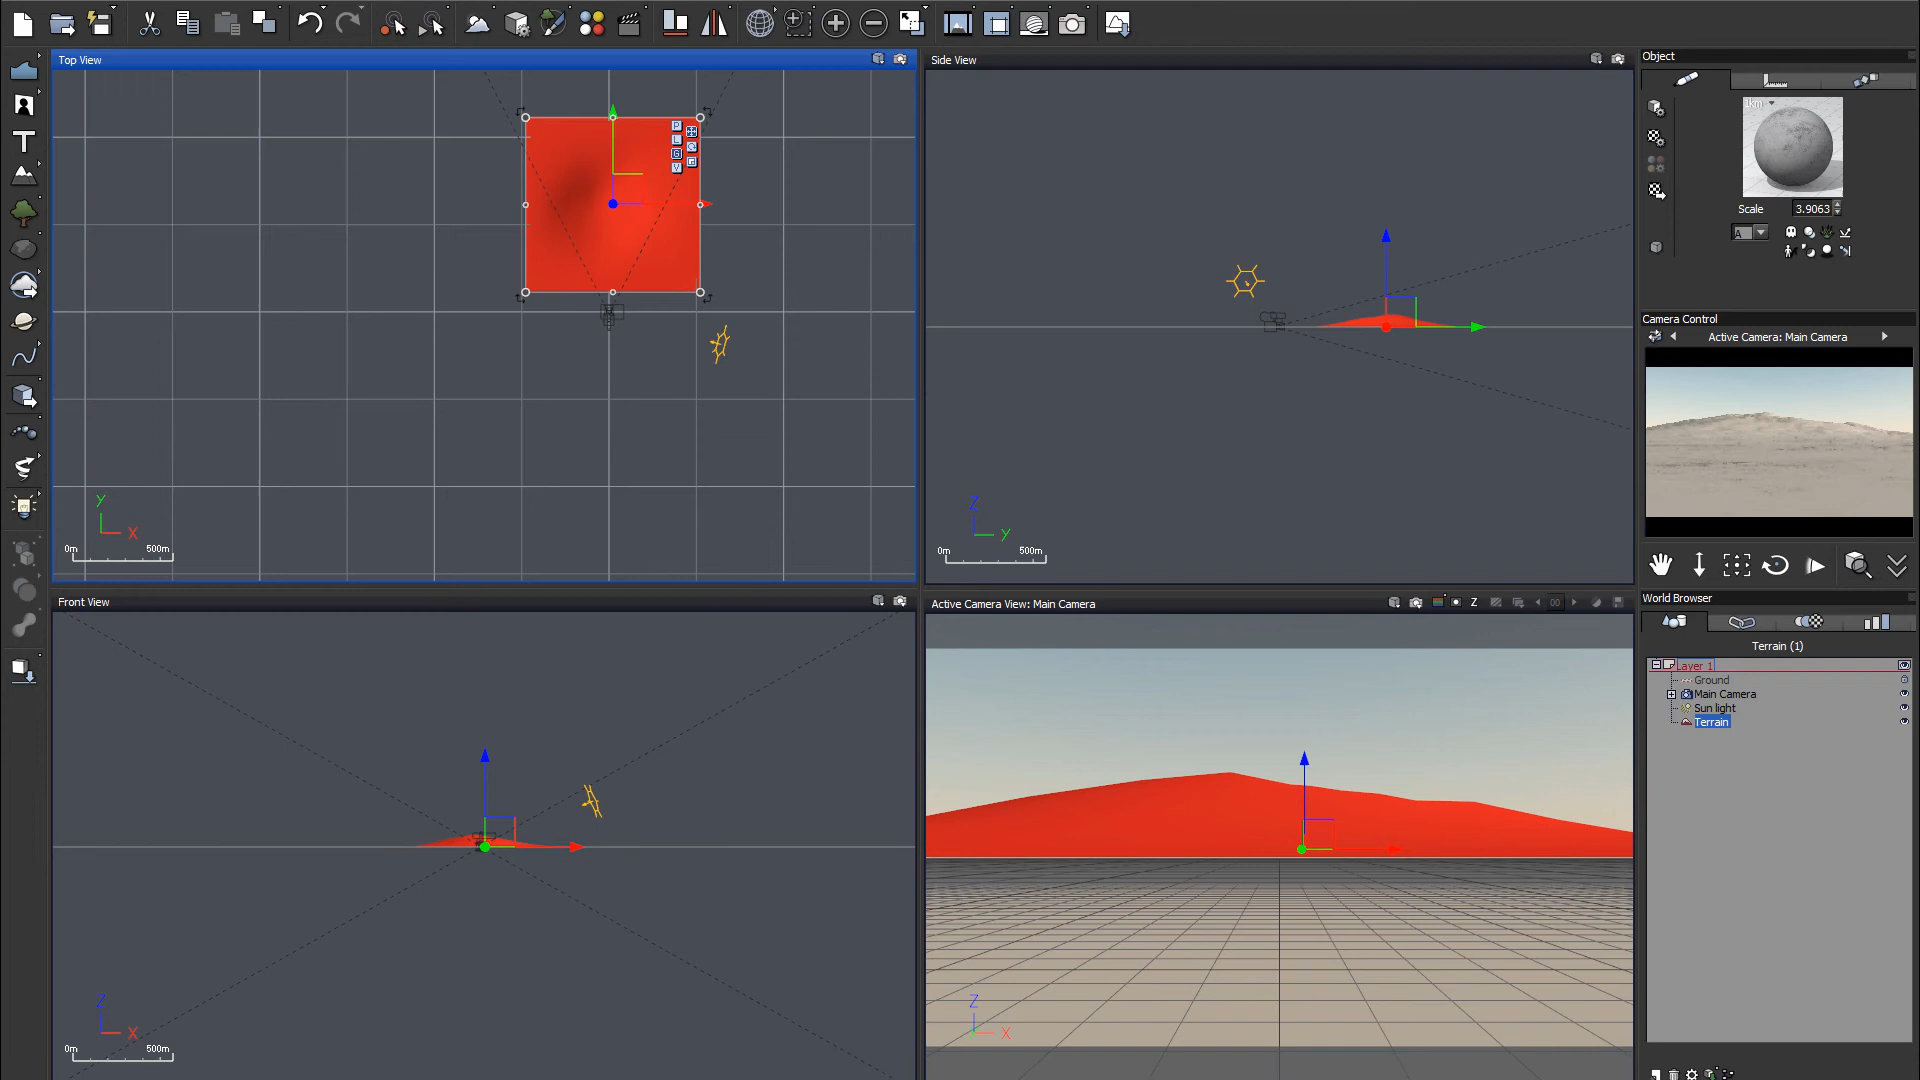 Top View
P
L
G
V
Y
X
0m 500m
Side View
Z
Y
0m 500m
Front View
Z
X
0m 500m
Active Camera View: Main Camera
Z
00
Z
X
Object
1km
Scale 3.9063
A
Camera Control
Active Camera: Main Camera
World Browser
Terrain (1)
Layer 1
Ground
Main Camera
Sun light
Terrain